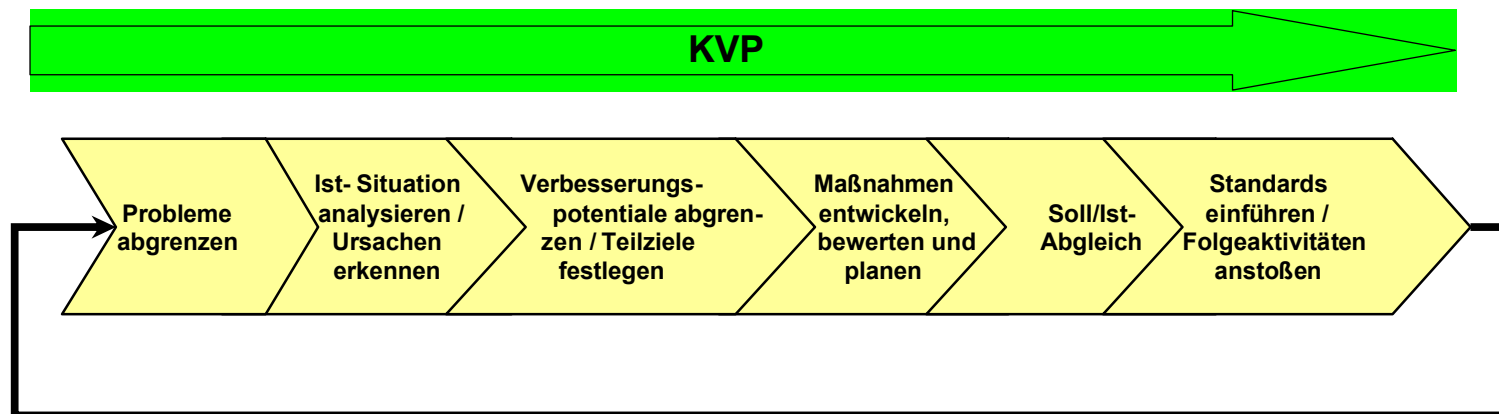 KVP
Probleme
abgrenzen
Ist- Situation
analysieren /
Ursachen
erkennen
Verbesserungs-
potentiale abgren-
zen / Teilziele
festlegen
Maßnahmen
entwickeln,
bewerten und
planen
Soll/Ist-
Abgleich
Standards
einführen /
Folgeaktivitäten
anstoßen